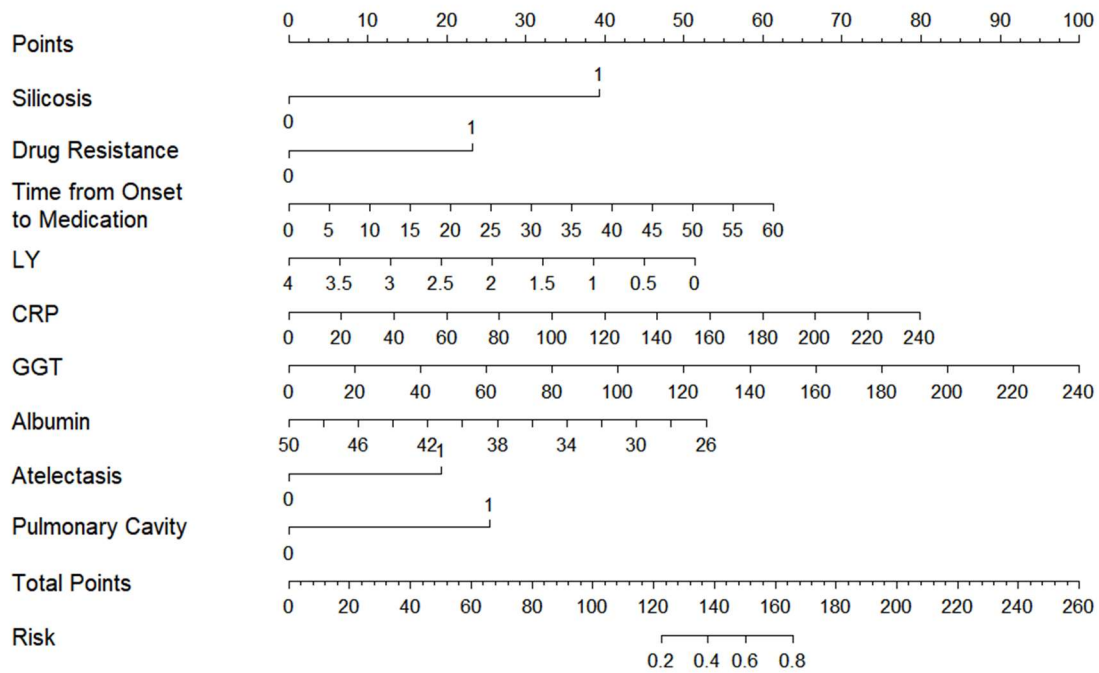 0 10 20 30 40 50 60 70 80 90 100
Points
1
Silicosis
0
1
Drug Resistance
0
Time from Onset
to Medication
0 5 10 15 20 25 30 35 40 45 50 55 60
LY
4 3.5 3 2.5 2 1.5 1 0.5 0
CRP
0 20 40 60 80 100 120 140 160 180 200 220 240
GGT
0 20 40 60 80 100 120 140 160 180 200 220 240
Albumin
50 46 42 38 34 30 26
1
Atelectasis
0
1
Pulmonary Cavity
0
Total Points
0 20 40 60 80 100 120 140 160 180 200 220 240 260
Risk
0.2 0.4 0.6 0.8